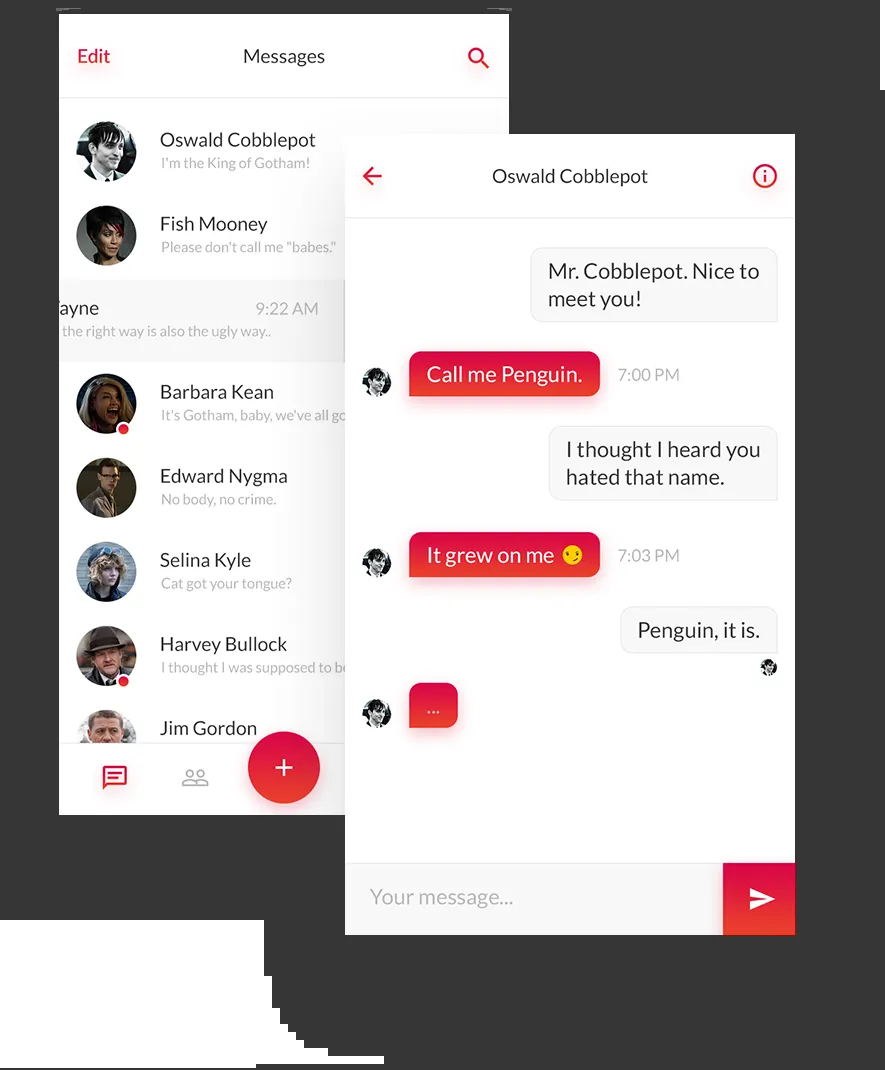 Edit
Messages
Oswald Cobblepot
I'm the King of Gotham!
Fish Mooney
Please don't call me "babes."
ayne
9:22 AM
the right way is also the ugly way..
Barbara Kean
It's Gotham, baby, we've all go
Edward Nygma
No body, no crime.
Selina Kyle
Cat got your tongue?
Harvey Bullock
I thought I was supposed to be
Jim Gordon
Oswald Cobblepot
Mr. Cobblepot. Nice to
meet you!
Call me Penguin.
7:00 PM
I thought I heard you
hated that name.
It grew on me 😏
7:03 PM
Penguin, it is.
...
Your message...